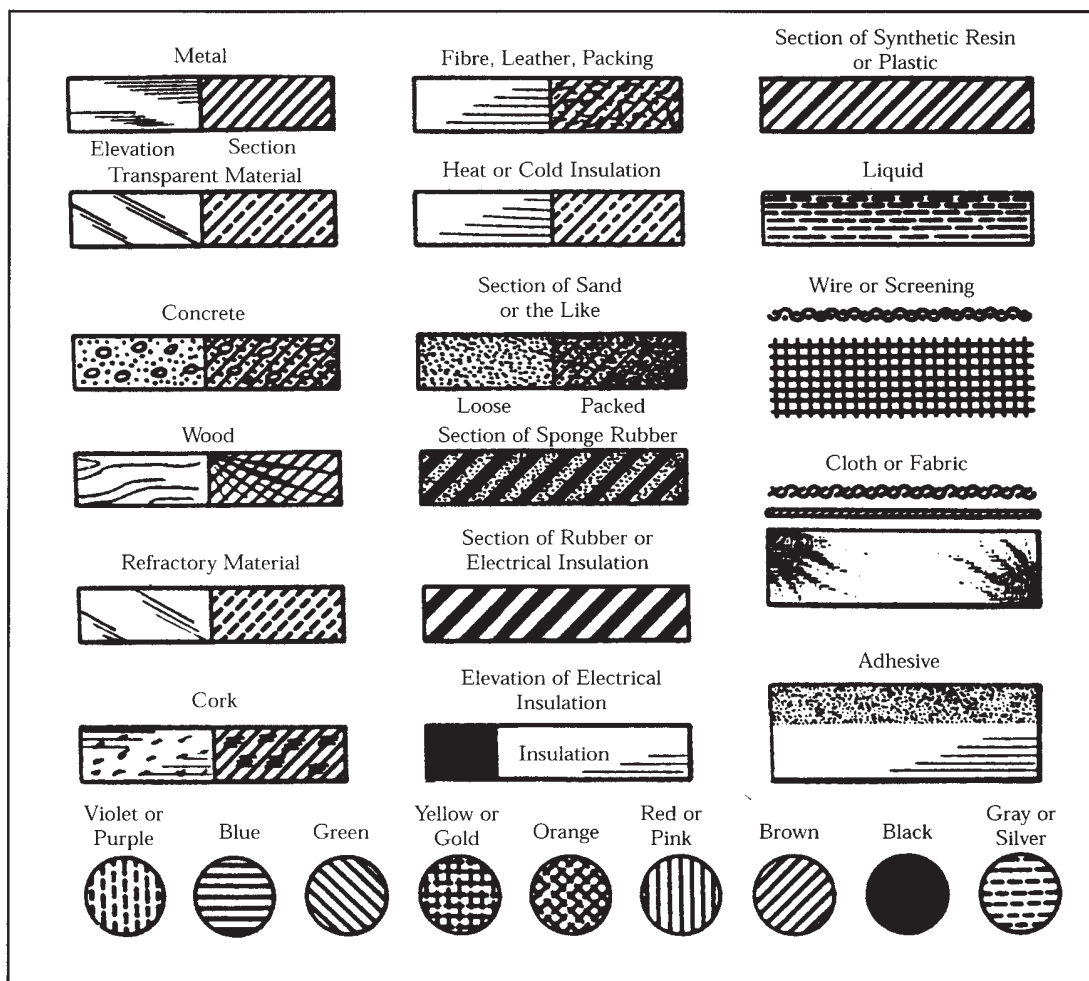 Metal
Elevation Section
Transparent Material
Concrete
Wood
Refractory Material
Cork
Fibre, Leather, Packing
Heat or Cold Insulation
Section of Sand
or the Like
Loose Packed
Section of Sponge Rubber
Section of Rubber or
Electrical Insulation
Elevation of Electrical
Insulation
Insulation
Section of Synthetic Resin
or Plastic
Liquid
Wire or Screening
Cloth or Fabric
Adhesive
Violet or
Purple
Blue
Green
Yellow or
Gold
Orange
Red or
Pink
Brown
Black
Gray or
Silver